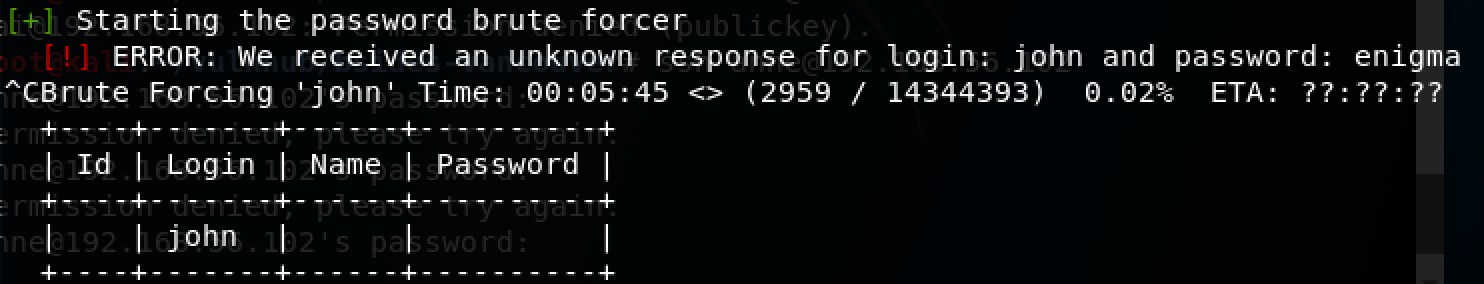 [+] Starting the password brute forcer
[!] ERROR: We received an unknown response for login: john and password: enigma
^CBrute Forcing 'john' Time: 00:05:45 <> (2959 / 14344393)  0.02%  ETA: ??:??:??
+----+-------+------+----------+
| Id | Login | Name | Password |
+----+-------+------+----------+
|    | john  |      |          |
+----+-------+------+----------+